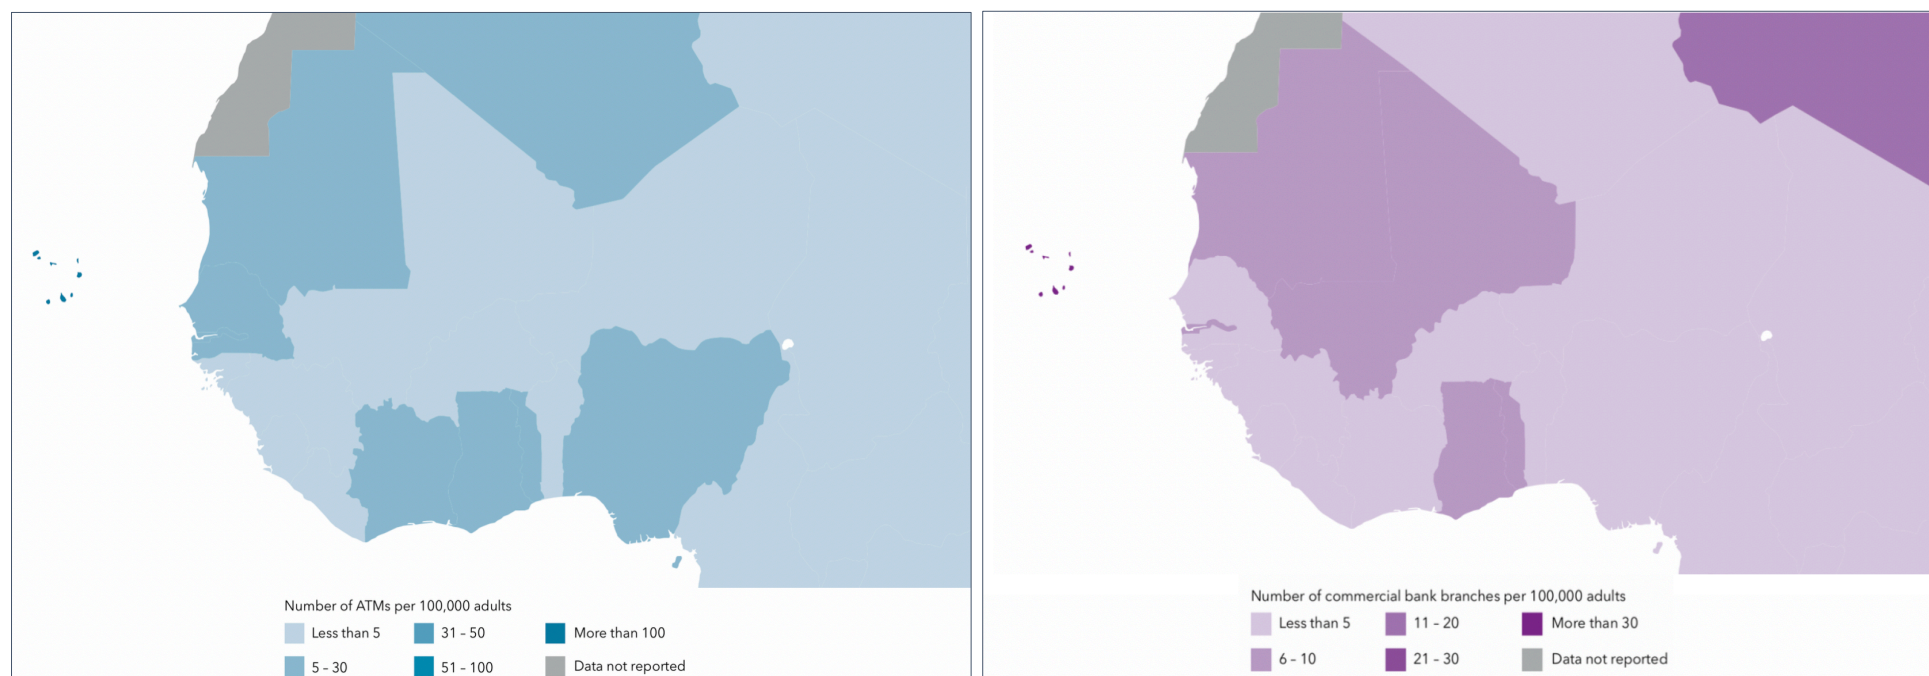 Number of ATMs per 100,000 adults
Less than 5
31 – 50
More than 100
5 – 30
51 – 100
Data not reported
Number of commercial bank branches per 100,000 adults
Less than 5
11 – 20
More than 30
6 – 10
21 – 30
Data not reported